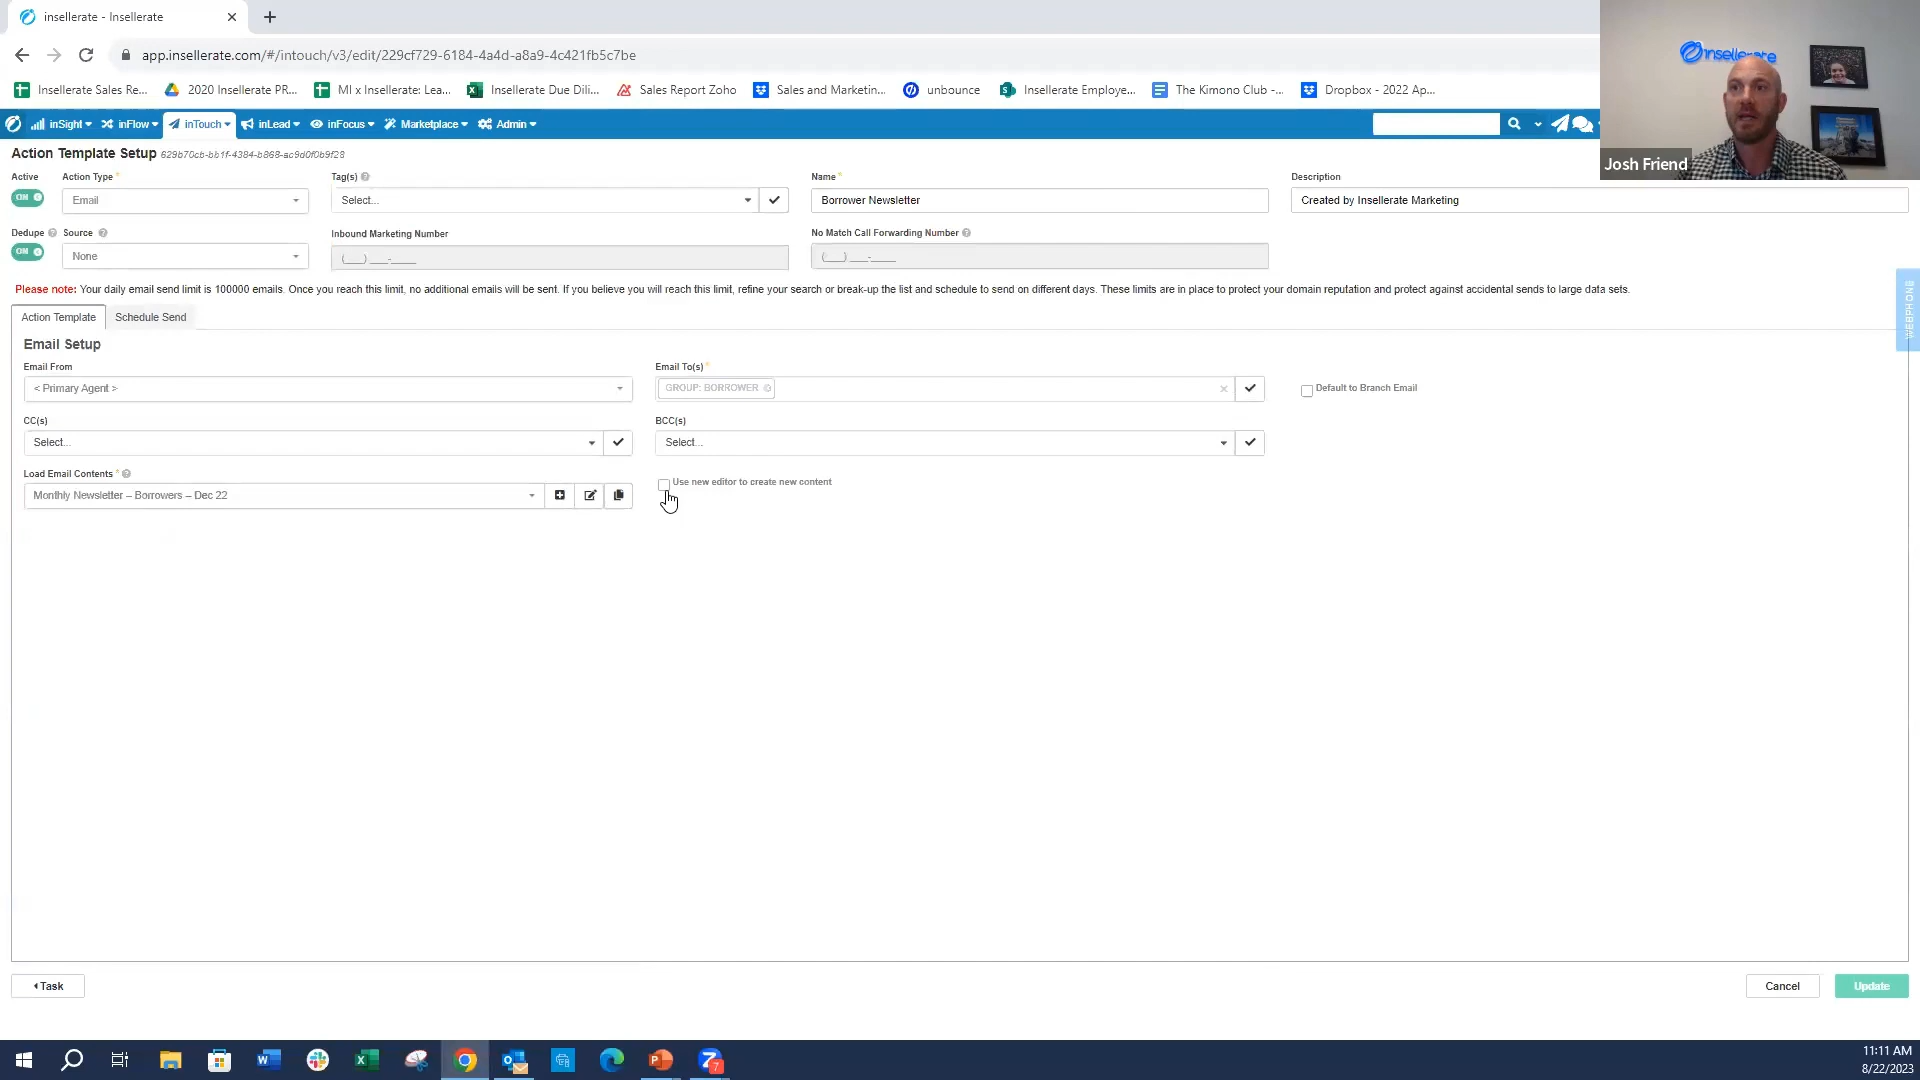 insellerate - Insellerate
app.insellerate.com/#/intouch/v3/edit/229cf729-6184-4a4d-a8a9-4c421fb5c7be
Insellerate Sales Re... 2020 Insellerate PR... MI x Insellerate: Lea... Insellerate Due Dili... Sales Report Zoho Sales and Marketin... unbounce Insellerate Employe... The Kimono Club -... Dropbox - 2022 Ap...
insellerate
inSight inFlow inTouch inLead inFocus Marketplace Admin
Josh Friend
Action Template Setup 629b70cb-bb1f-4384-b868-ac9d0f0b9f28
Active Action Type * Tag(s) Name * Description
ON Email Select... Borrower Newsletter Created by Insellerate Marketing
Dedupe Source Inbound Marketing Number No Match Call Forwarding Number
ON None (___) ___-____ (___) ___-____
Please note: Your daily email send limit is 100000 emails. Once you reach this limit, no additional emails will be sent. If you believe you will reach this limit, refine your search or break-up the list and schedule to send on different days. These limits are in place to protect your domain reputation and protect against accidental sends to large data sets.
WEBPHONE
Action Template Schedule Send
Email Setup
Email From Email To(s) *
< Primary Agent > GROUP: BORROWER Default to Branch Email
CC(s) BCC(s)
Select... Select...
Load Email Contents *
Monthly Newsletter – Borrowers – Dec 22 Use new editor to create new content
Task Cancel Update
11:11 AM
8/22/2023
7